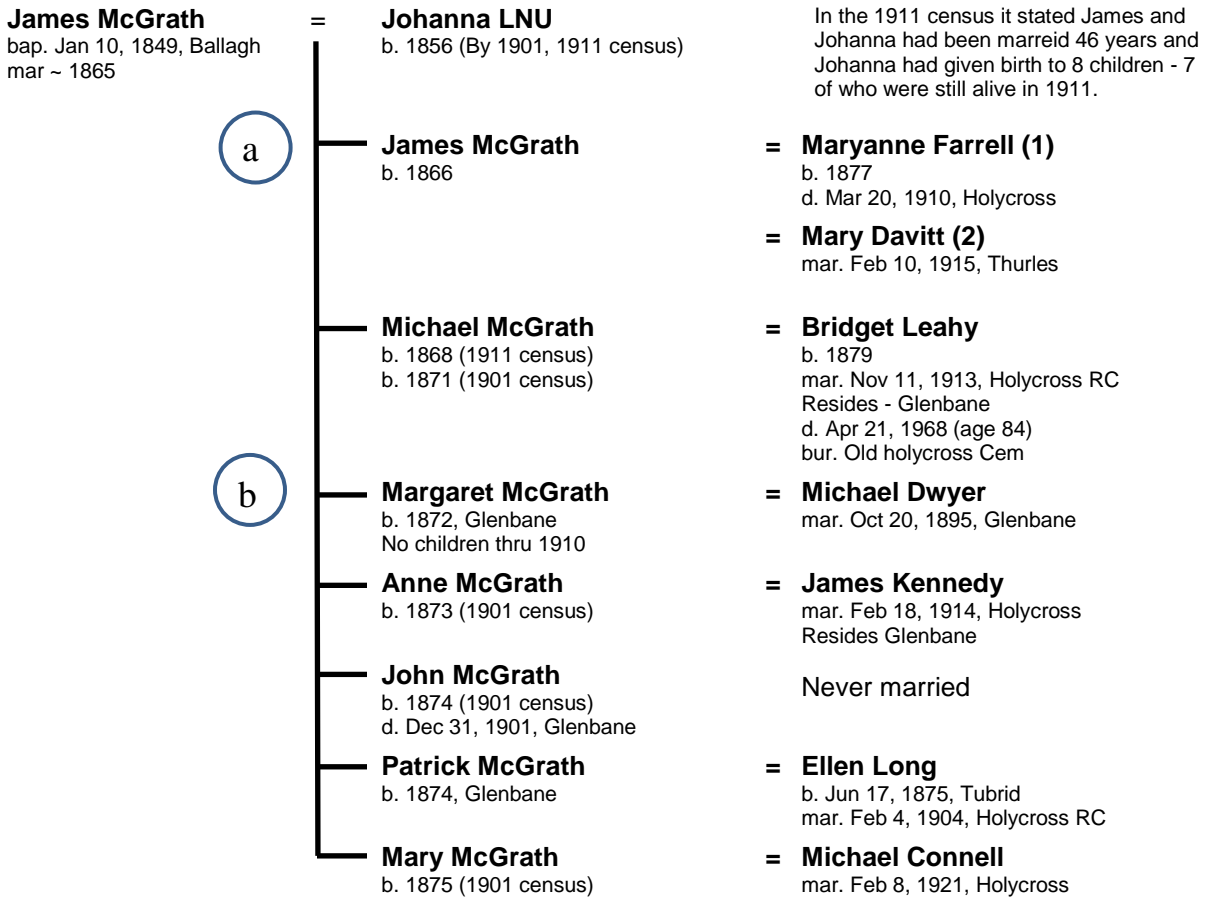 James McGrath = Johanna LNU
bap. Jan 10, 1849, Ballagh
mar ~ 1865
b. 1856 (By 1901, 1911 census)
In the 1911 census it stated James and
Johanna had been marreid 46 years and
Johanna had given birth to 8 children - 7
of who were still alive in 1911.
a
James McGrath = Maryanne Farrell (1)
b. 1866
b. 1877
d. Mar 20, 1910, Holycross
= Mary Davitt (2)
mar. Feb 10, 1915, Thurles
Michael McGrath = Bridget Leahy
b. 1868 (1911 census)
b. 1871 (1901 census)
b. 1879
mar. Nov 11, 1913, Holycross RC
Resides - Glenbane
d. Apr 21, 1968 (age 84)
bur. Old holycross Cem
b
Margaret McGrath = Michael Dwyer
b. 1872, Glenbane
No children thru 1910
mar. Oct 20, 1895, Glenbane
Anne McGrath = James Kennedy
b. 1873 (1901 census)
mar. Feb 18, 1914, Holycross
Resides Glenbane
John McGrath
b. 1874 (1901 census)
d. Dec 31, 1901, Glenbane
Never married
Patrick McGrath = Ellen Long
b. 1874, Glenbane
b. Jun 17, 1875, Tubrid
mar. Feb 4, 1904, Holycross RC
Mary McGrath = Michael Connell
b. 1875 (1901 census)
mar. Feb 8, 1921, Holycross